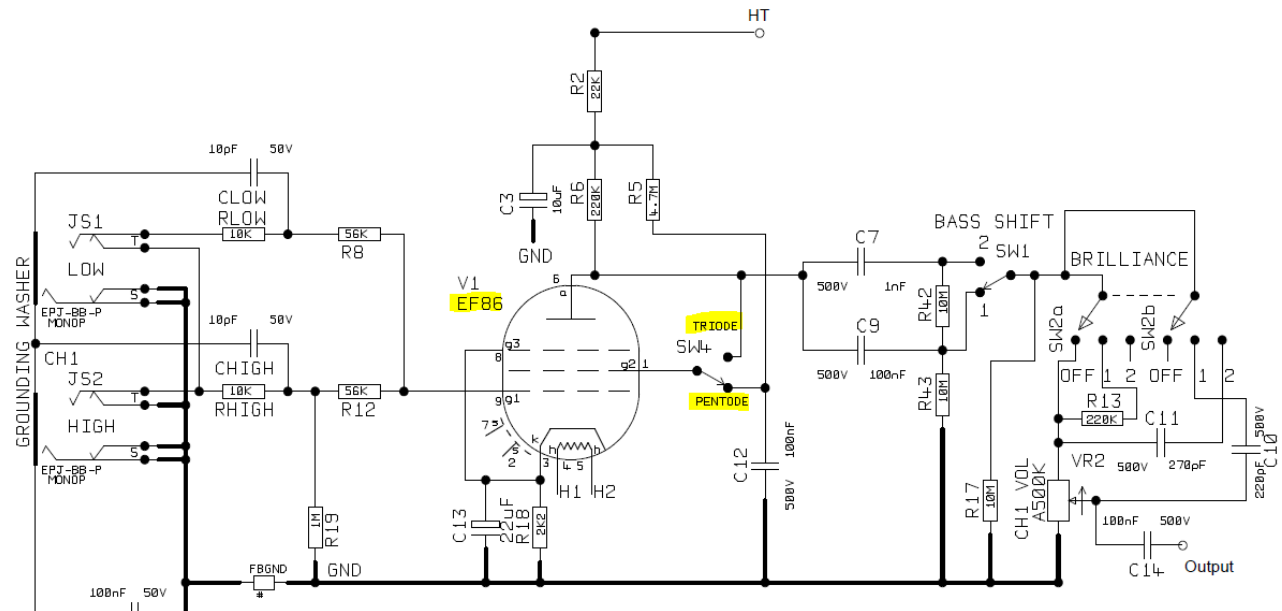 HT
R2
22K
10pF 50V
CLOW
RLOW
10K
JS1
T
LOW
S
EPJ-BB-P
MONOP
56K
R8
C3
10uF
GND
R6
220K
R5
4.7M
GROUNDING WASHER
CH1
10pF 50V
CHIGH
RHIGH
10K
JS2
T
HIGH
S
EPJ-BB-P
MONOP
56K
R12
V1
EF86
6
a
g3
8
g2
1
g1
9
7
s
s
2
k
3
h
f
h
5
H1 H2
TRIODE
SW4
PENTODE
C7
500V 1nF
C9
500V 100nF
BASS SHIFT
2
SW1
1
R42
10M
R43
10M
BRILLIANCE
SW2a
SW2b
OFF 1 2
OFF 1 2
R13
220K
C11
500V 270pF
C10
500V
220pF
VR2
CH1 VOL
A500K
R17
10M
100nF 500V
C14
Output
C12
100nF
500V
C13
22uF
R18
2K2
R19
1M
FBGND
#
GND
100nF 50V